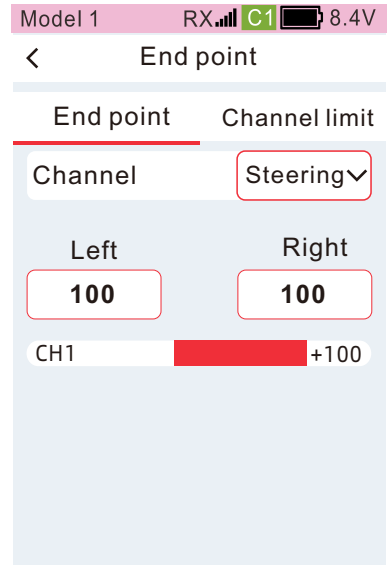 Model 1 RX C1 8.4V
End point
End point Channel limit
Channel Steering
Left Right
100 100
CH1 +100